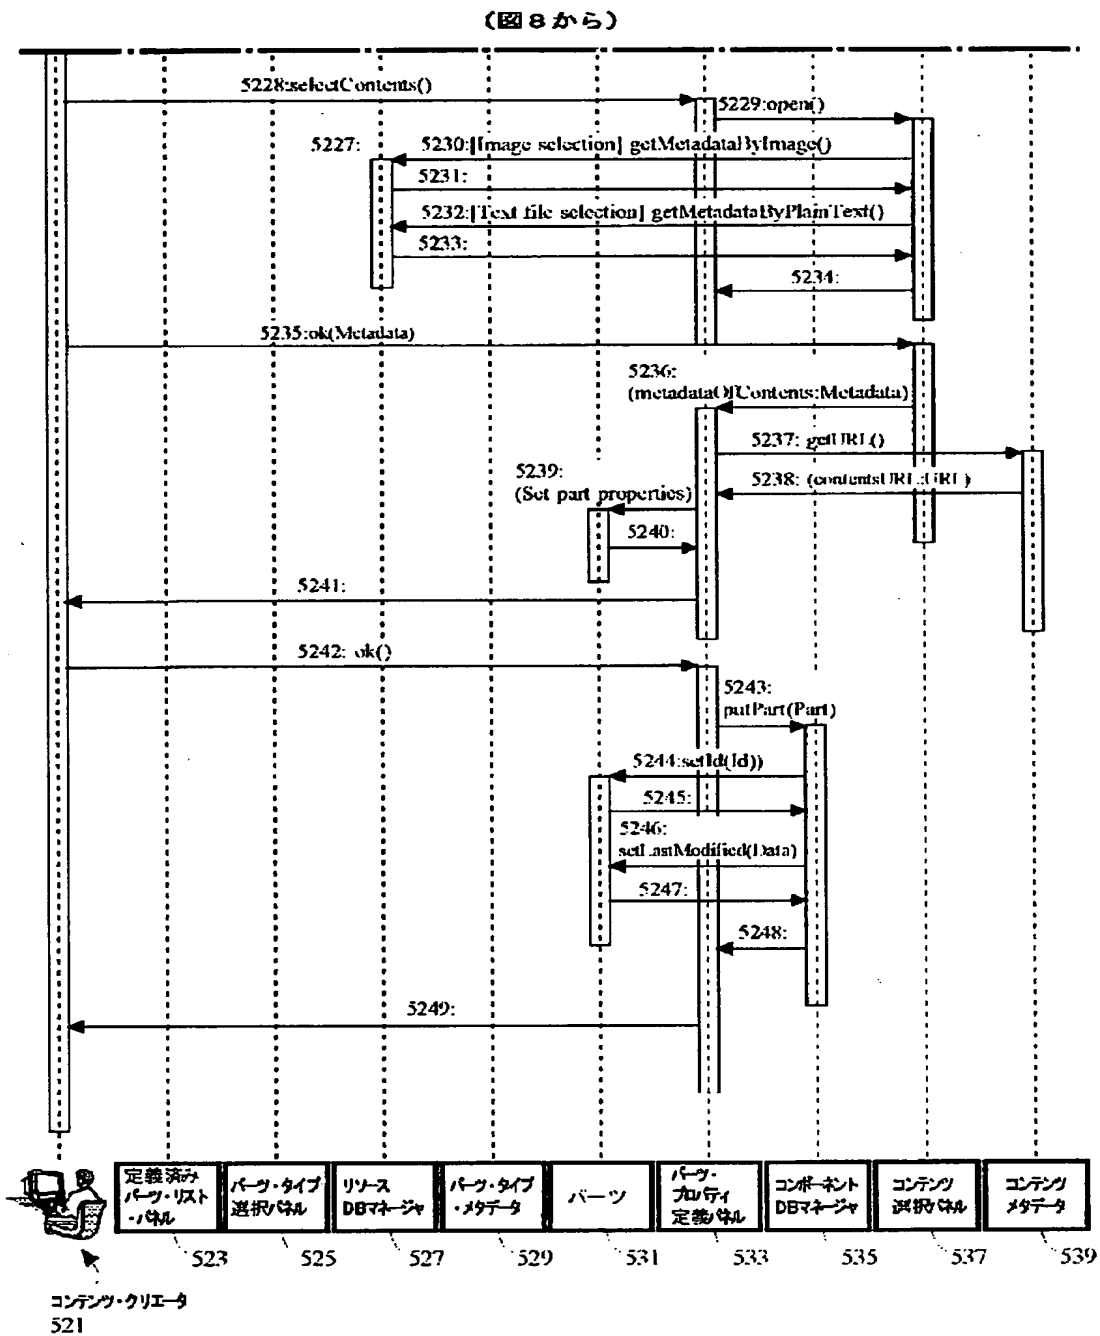 (図8から)
5228:selectContents()
5229:open()
5227:
5230:[Image selection] getMetadataByImage()
5231:
5232:[Text file selection] getMetadataByPlainText()
5233:
5234:
5235:ok(Metadata)
5236:
(metadataOfContents:Metadata)
5237: getURL()
5238: (contentsURL:URL)
5239:
(Set part properties)
5240:
5241:
5242: ok()
5243:
putPart(Part)
5244:setId(Id))
5245:
5246:
setLastModified(Data)
5247:
5248:
5249:
定義済み
パーツ・リスト
・パネル
パーツ・タイプ
選択パネル
リソース
DBマネージャ
パーツ・タイプ
・メタデータ
パーツ
パーツ・
プロパティ
定義パネル
コンポーネント
DBマネージャ
コンテンツ
選択パネル
コンテンツ
メタデータ
523
525
527
529
531
533
535
537
539
コンテンツ・クリエータ
521